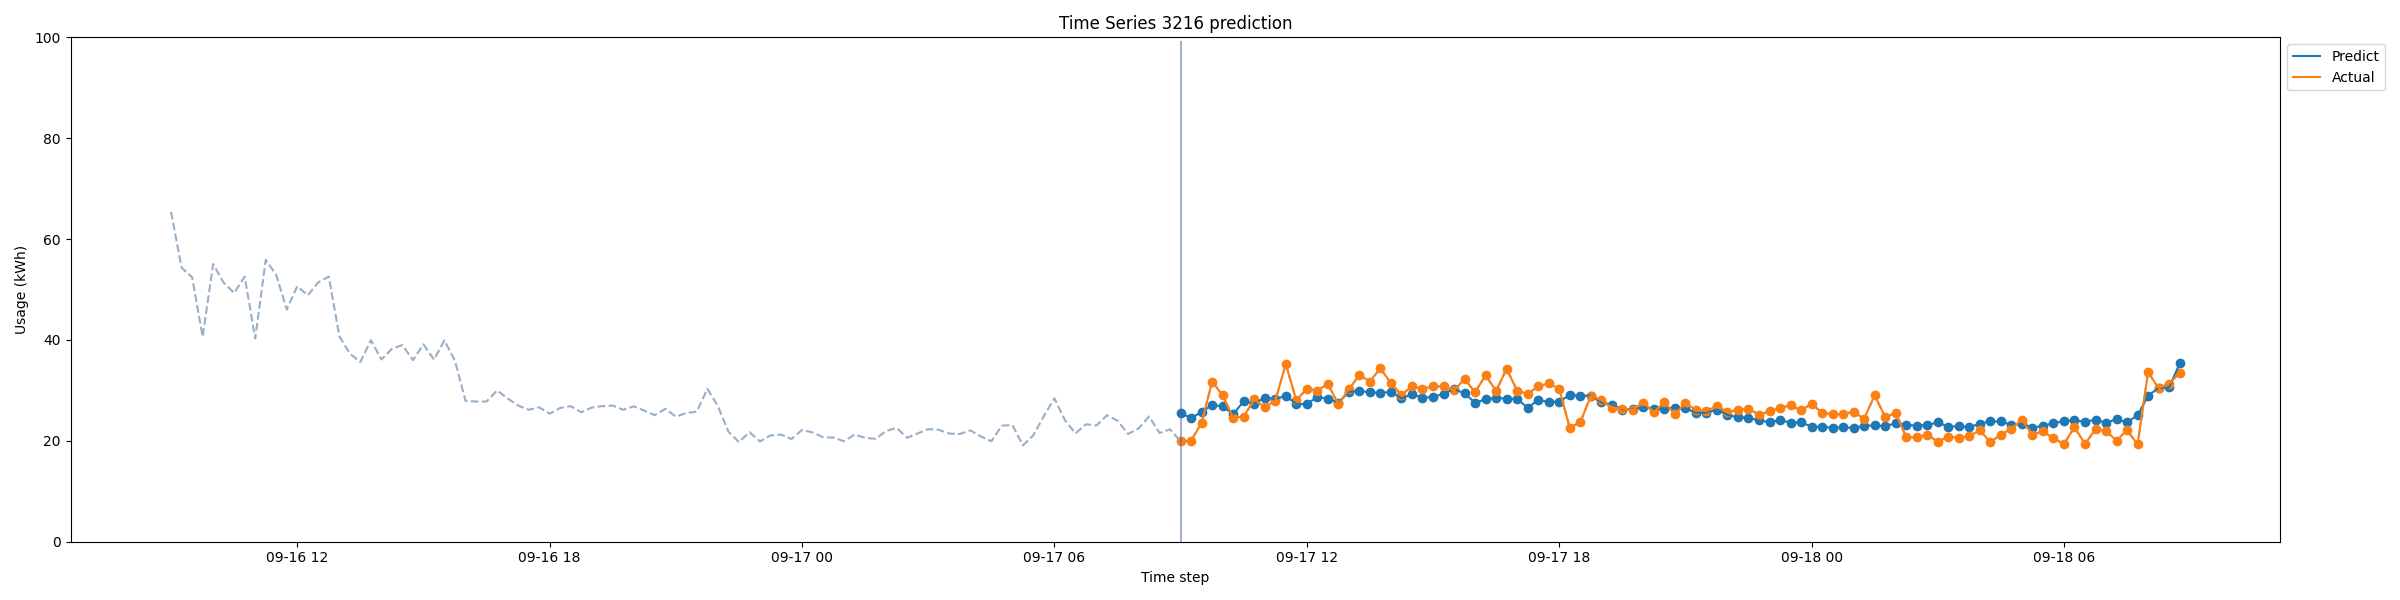 Time Series 3216 prediction
Predict
Actual
Usage (kWh)
100
80
60
40
20
0
09-16 12
09-16 18
09-17 00
09-17 06
09-17 12
09-17 18
09-18 00
09-18 06
Time step